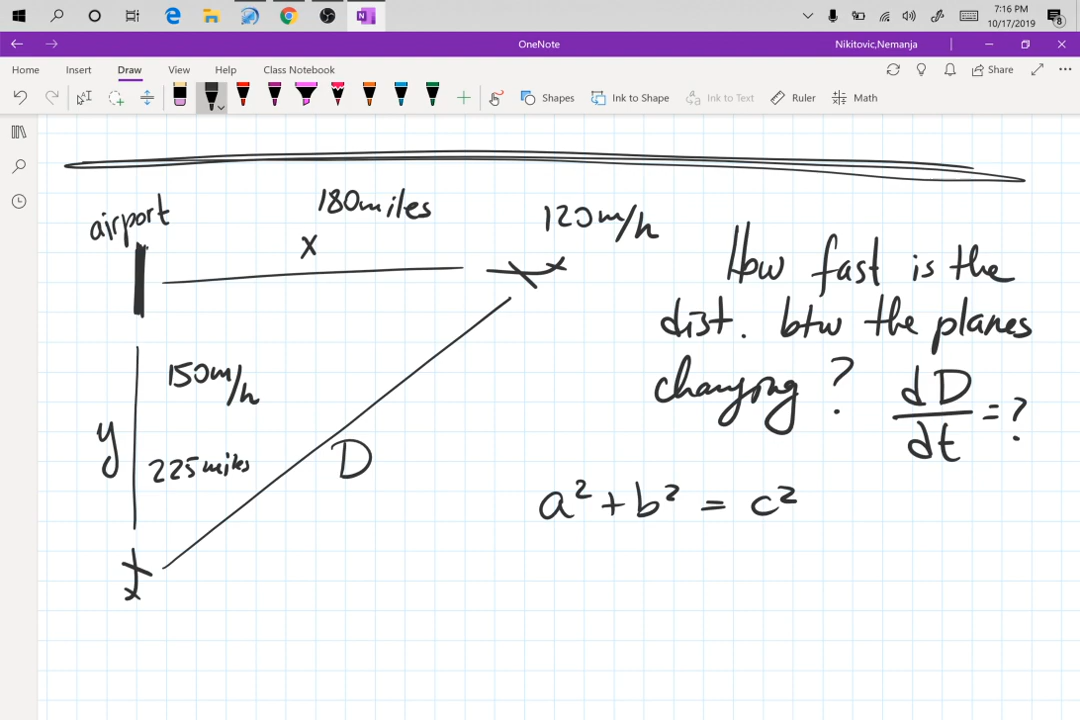 7:16 PM
10/17/2019
8
OneNote
Nikitovic,Nemanja
Home
Insert
Draw
View
Help
Class Notebook
Share
Shapes
Ink to Shape
Ink to Text
Ruler
Math
airport
180miles
120m/h
x
How fast is the
dist. btw the planes
changing?
dD/dt = ?
150m/h
y
225miles
D
a² + b² = c²